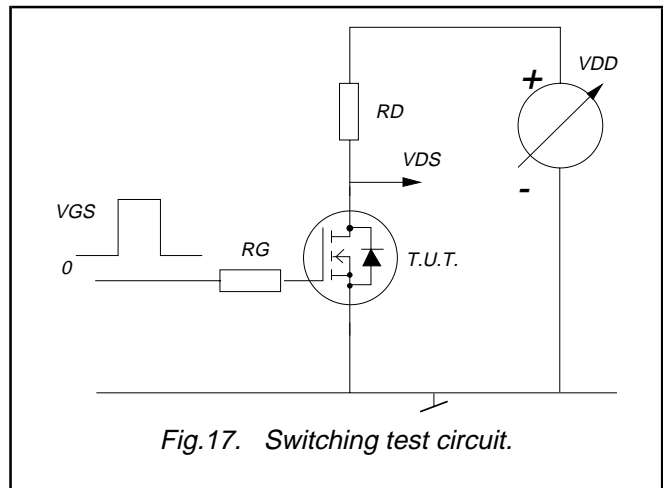 +
VDD
RD
VDS
-
VGS
RG
0
T.U.T.
Fig.17. Switching test circuit.